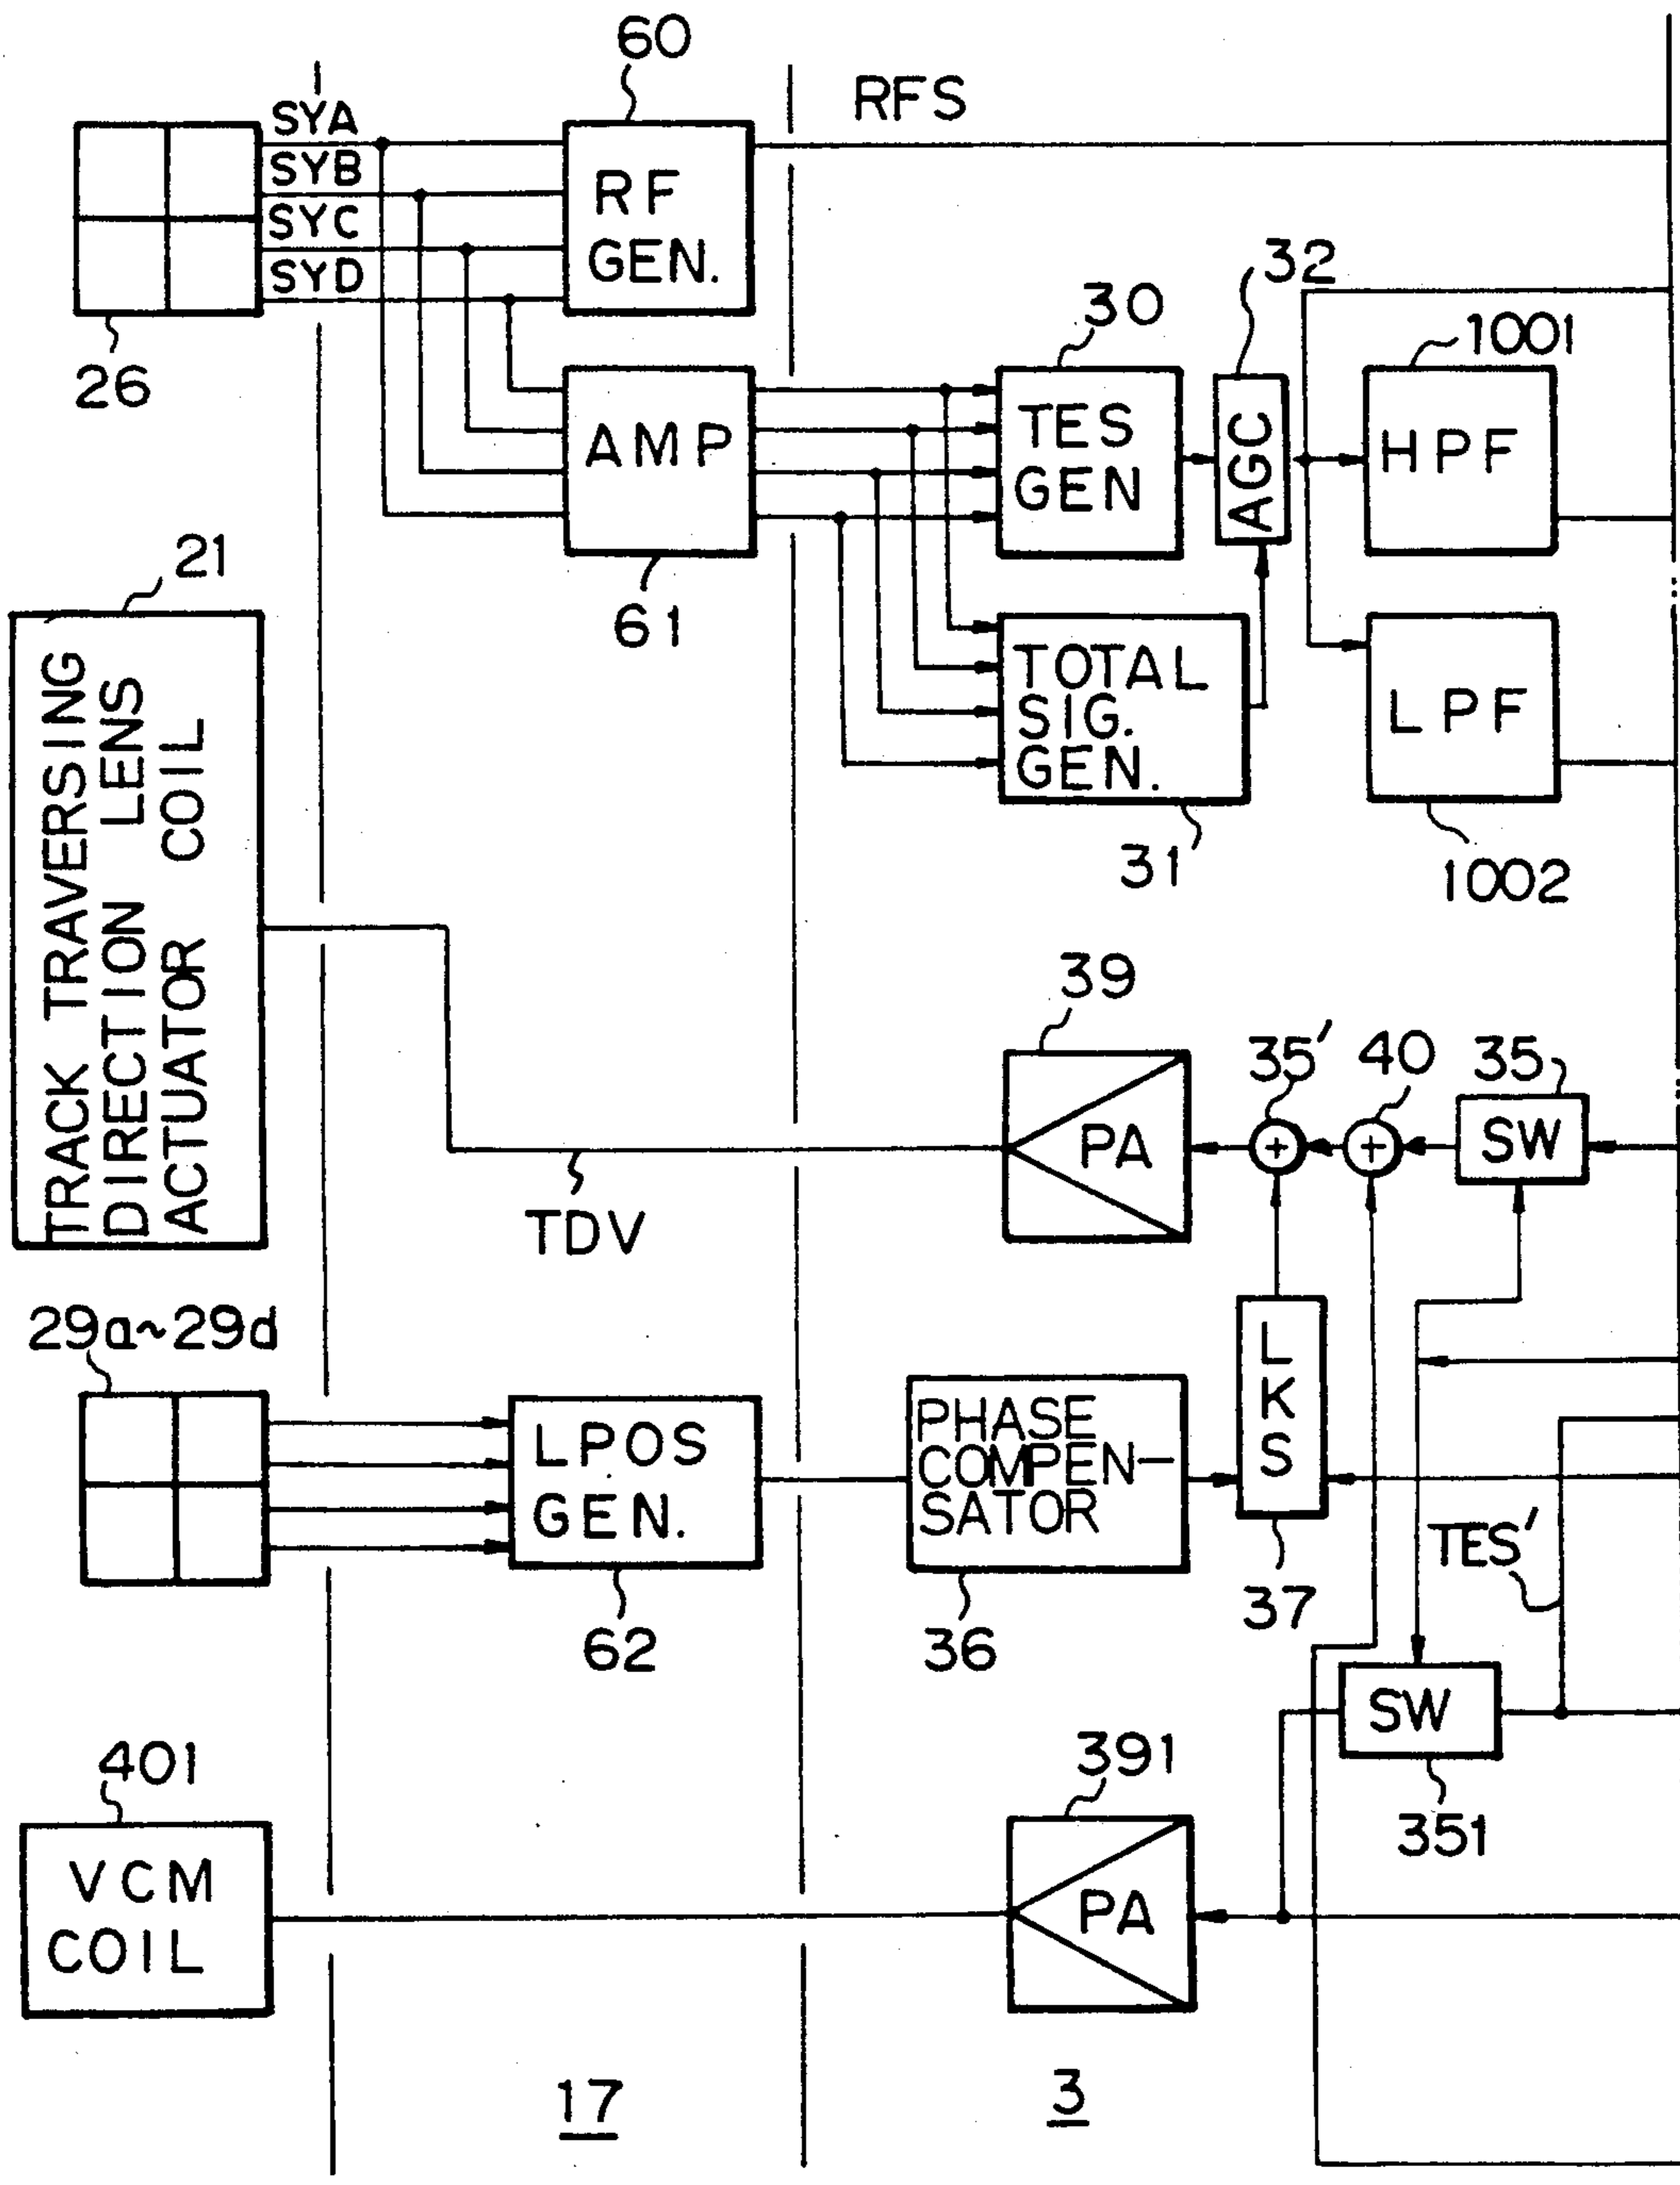 60
RFS
SYA
SYB
SYC
SYD
RF
GEN.
26
32
30
1001
AMP
TES
GEN
AGC
HPF
61
21
TRACK TRAVERSING
DIRECTION LENS
ACTUATOR COIL
TOTAL
SIG.
GEN.
LPF
31
1002
39
35'
40
35
PA
+
+
SW
TDV
29a~29d
LPOS
GEN.
62
PHASE
COMPEN-
SATOR
36
LKS
37
TES'
SW
351
401
VCM
COIL
391
PA
17
3